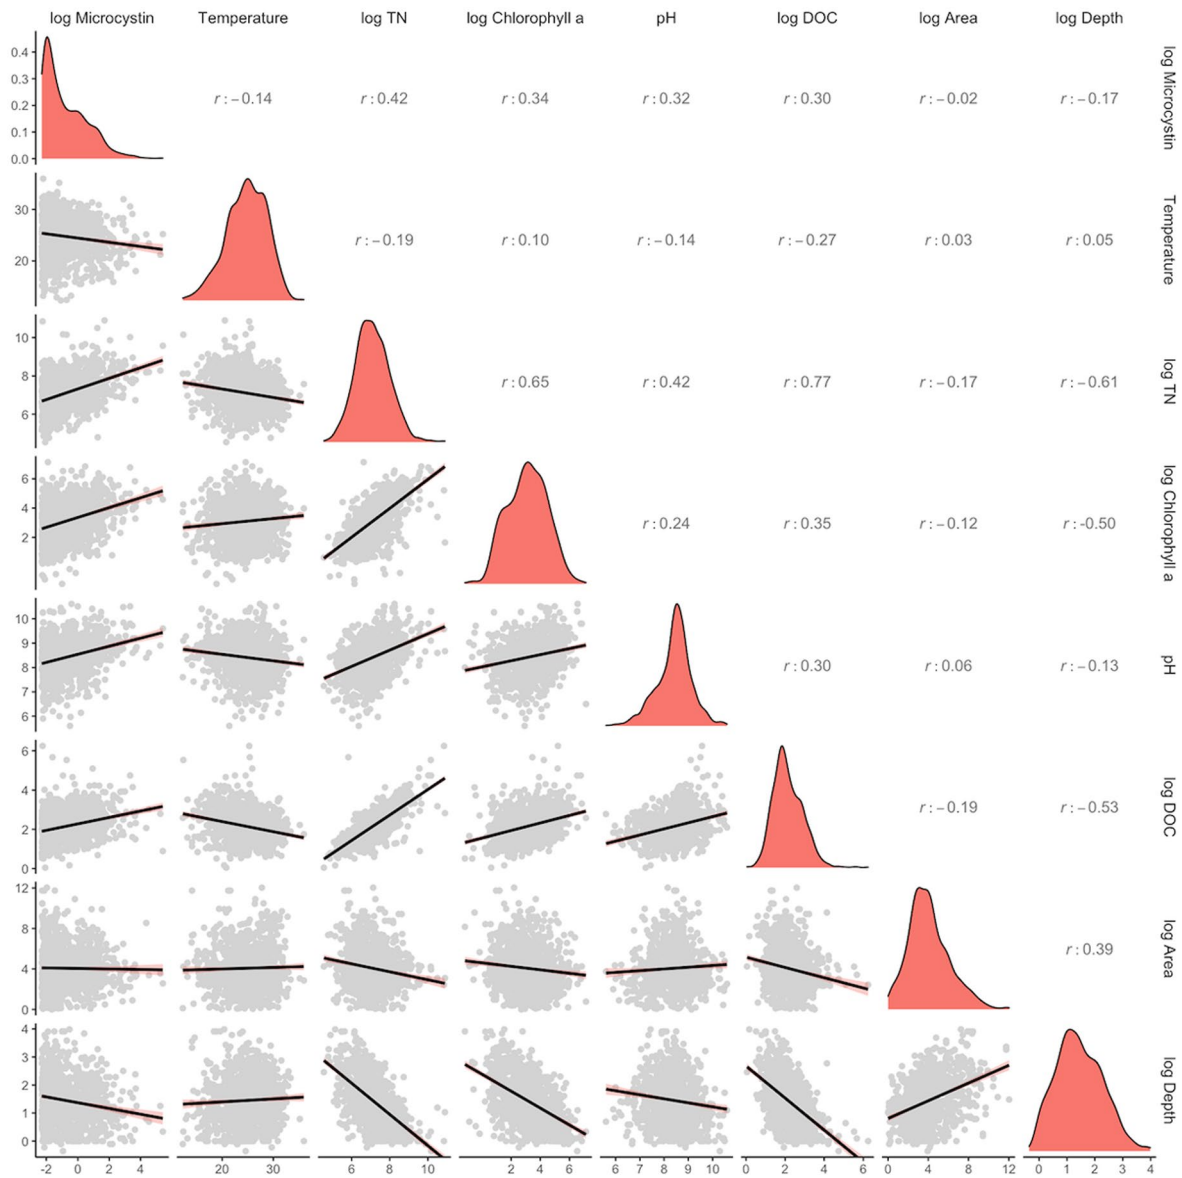 log Microcystin Temperature log TN log Chlorophyll a pH log DOC log Area log Depth
0.4
0.3
0.2
0.1
0.0
r : − 0.14 r : 0.42 r : 0.34 r : 0.32 r : 0.30 r : − 0.02 r : − 0.17
log Microcystin
30
20
r : − 0.19 r : 0.10 r : − 0.14 r : − 0.27 r : 0.03 r : 0.05
Temperature
10
8
6
r : 0.65 r : 0.42 r : 0.77 r : − 0.17 r : − 0.61
log TN
6
4
2
r : 0.24 r : 0.35 r : − 0.12 r : -0.50
log Chlorophyll a
10
9
8
7
6
r : 0.30 r : 0.06 r : − 0.13
pH
6
4
2
0
r : − 0.19 r : − 0.53
log DOC
12
8
4
0
r : 0.39
log Area
4
3
2
1
0
log Depth
-2 0 2 4 20 30 6 8 10 2 4 6 6 7 8 9 10 0 2 4 6 0 4 8 12 0 1 2 3 4